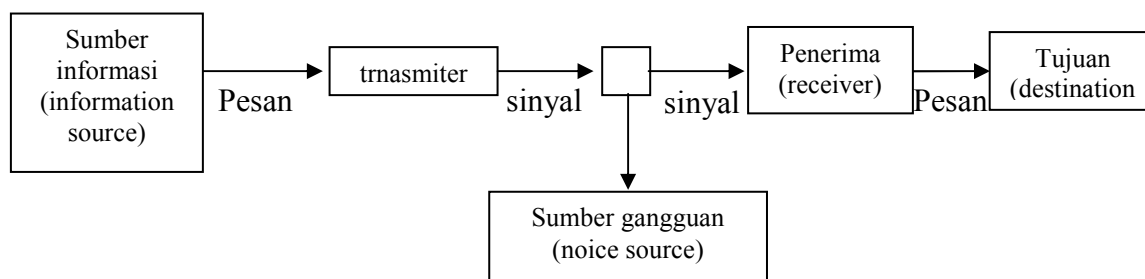 Sumber
informasi
(information
source)
Pesan
trnasmiter
sinyal
sinyal
Penerima
(receiver)
Pesan
Tujuan
(destination
Sumber gangguan
(noice source)